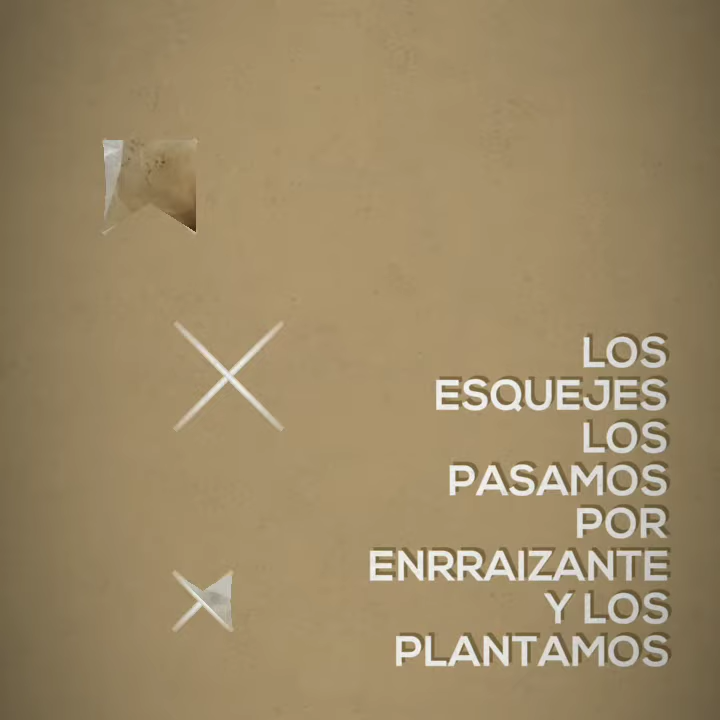 LOS
ESQUEJES
LOS
PASAMOS
POR
ENRRAIZANTE
Y LOS
PLANTAMOS